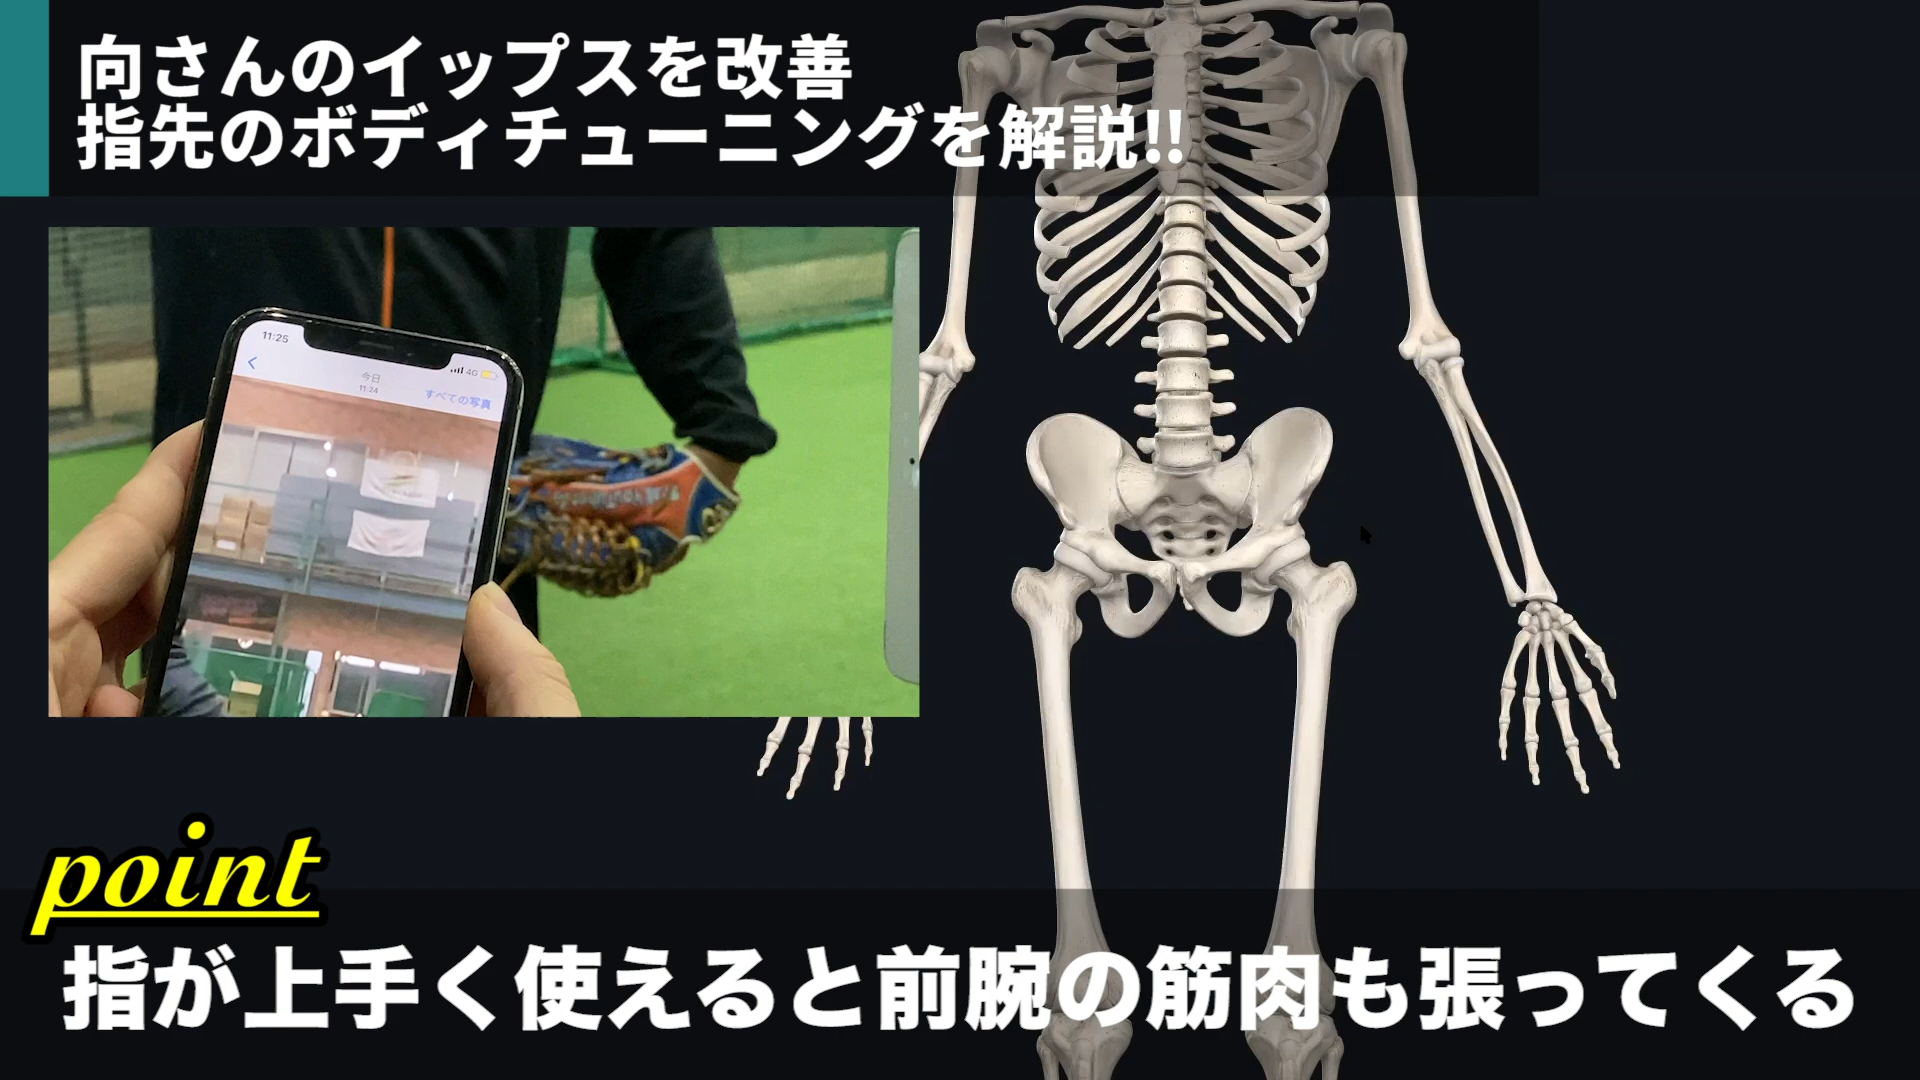 向さんのイップスを改善
指先のボディチューニングを解説!!
11:25
4G
今日
11:24
すべての写真
point
指が上手く使えると前腕の筋肉も張ってくる